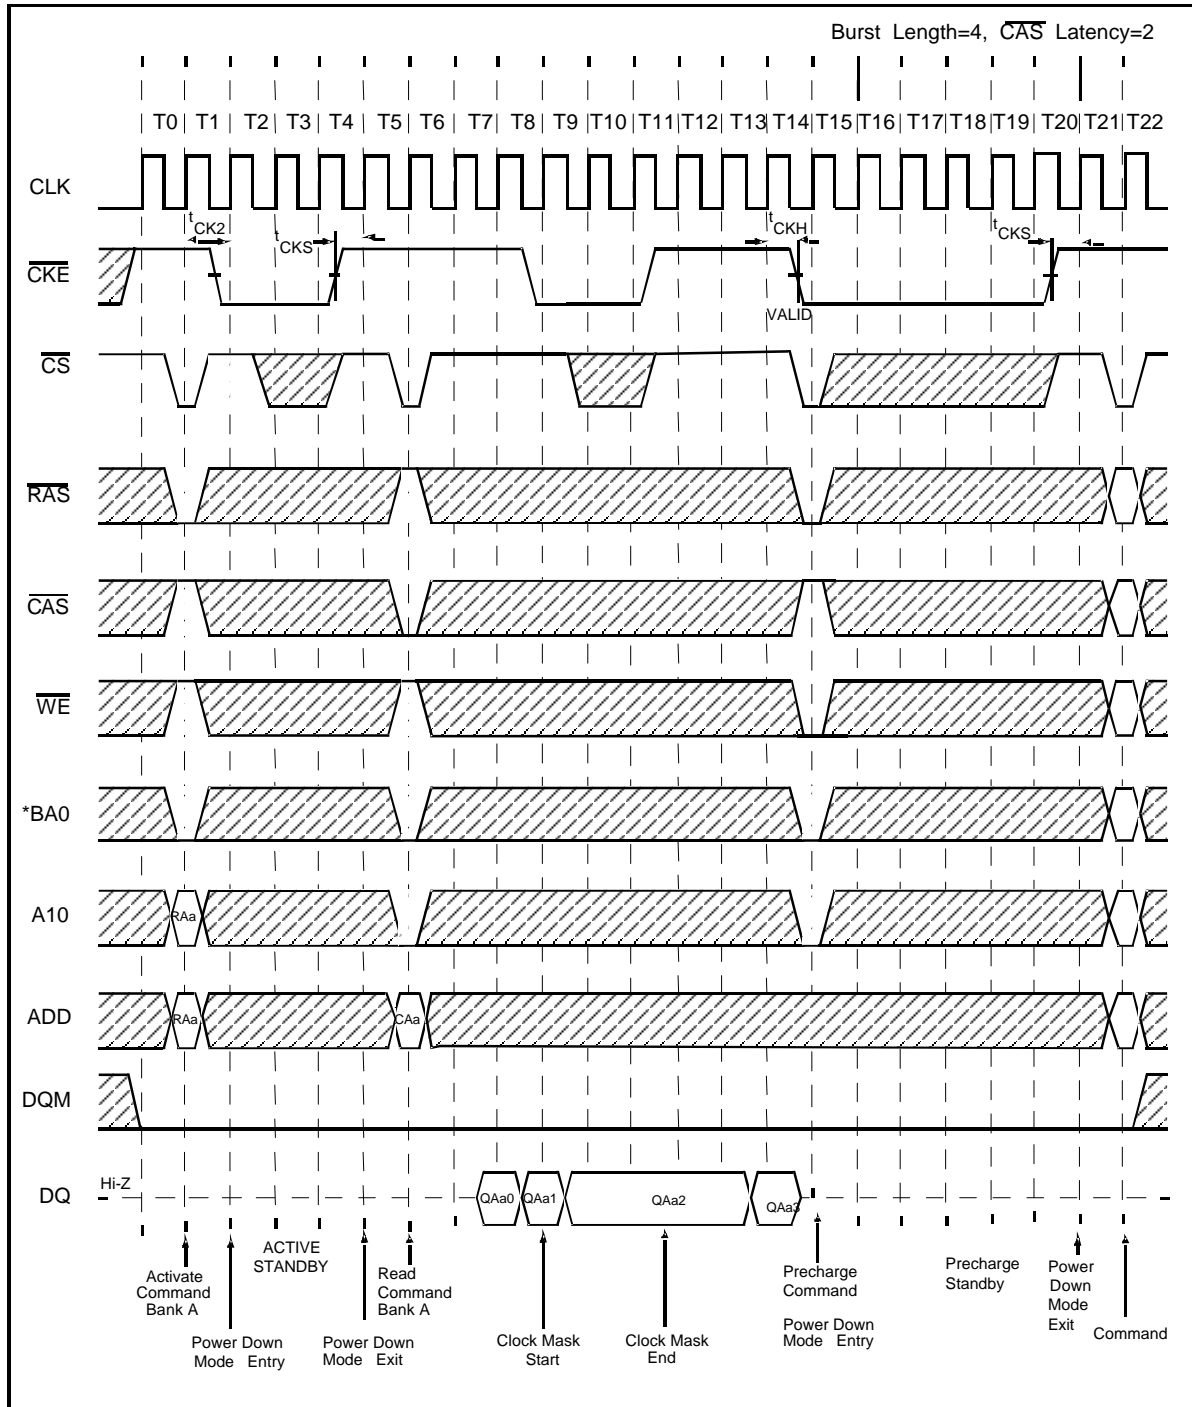 Burst Length=4, CAS Latency=2
T0 T1 T2 T3 T4 T5 T6 T7 T8 T9 T10 T11 T12 T13 T14 T15 T16 T17 T18 T19 T20 T21 T22
CLK
tCK2
tCKS
tCKH
tCKS
CKE
VALID
CS
RAS
CAS
WE
*BA0
A10
RAa
ADD
RAa
CAa
DQM
Hi-Z
DQ
QAa0
QAa1
QAa2
QAa3
Activate
Command
Bank A
Power Down
Mode Entry
ACTIVE
STANDBY
Power Down
Mode Exit
Read
Command
Bank A
Clock Mask
Start
Clock Mask
End
Precharge
Command
Power Down
Mode Entry
Precharge
Standby
Power
Down
Mode
Exit
Command